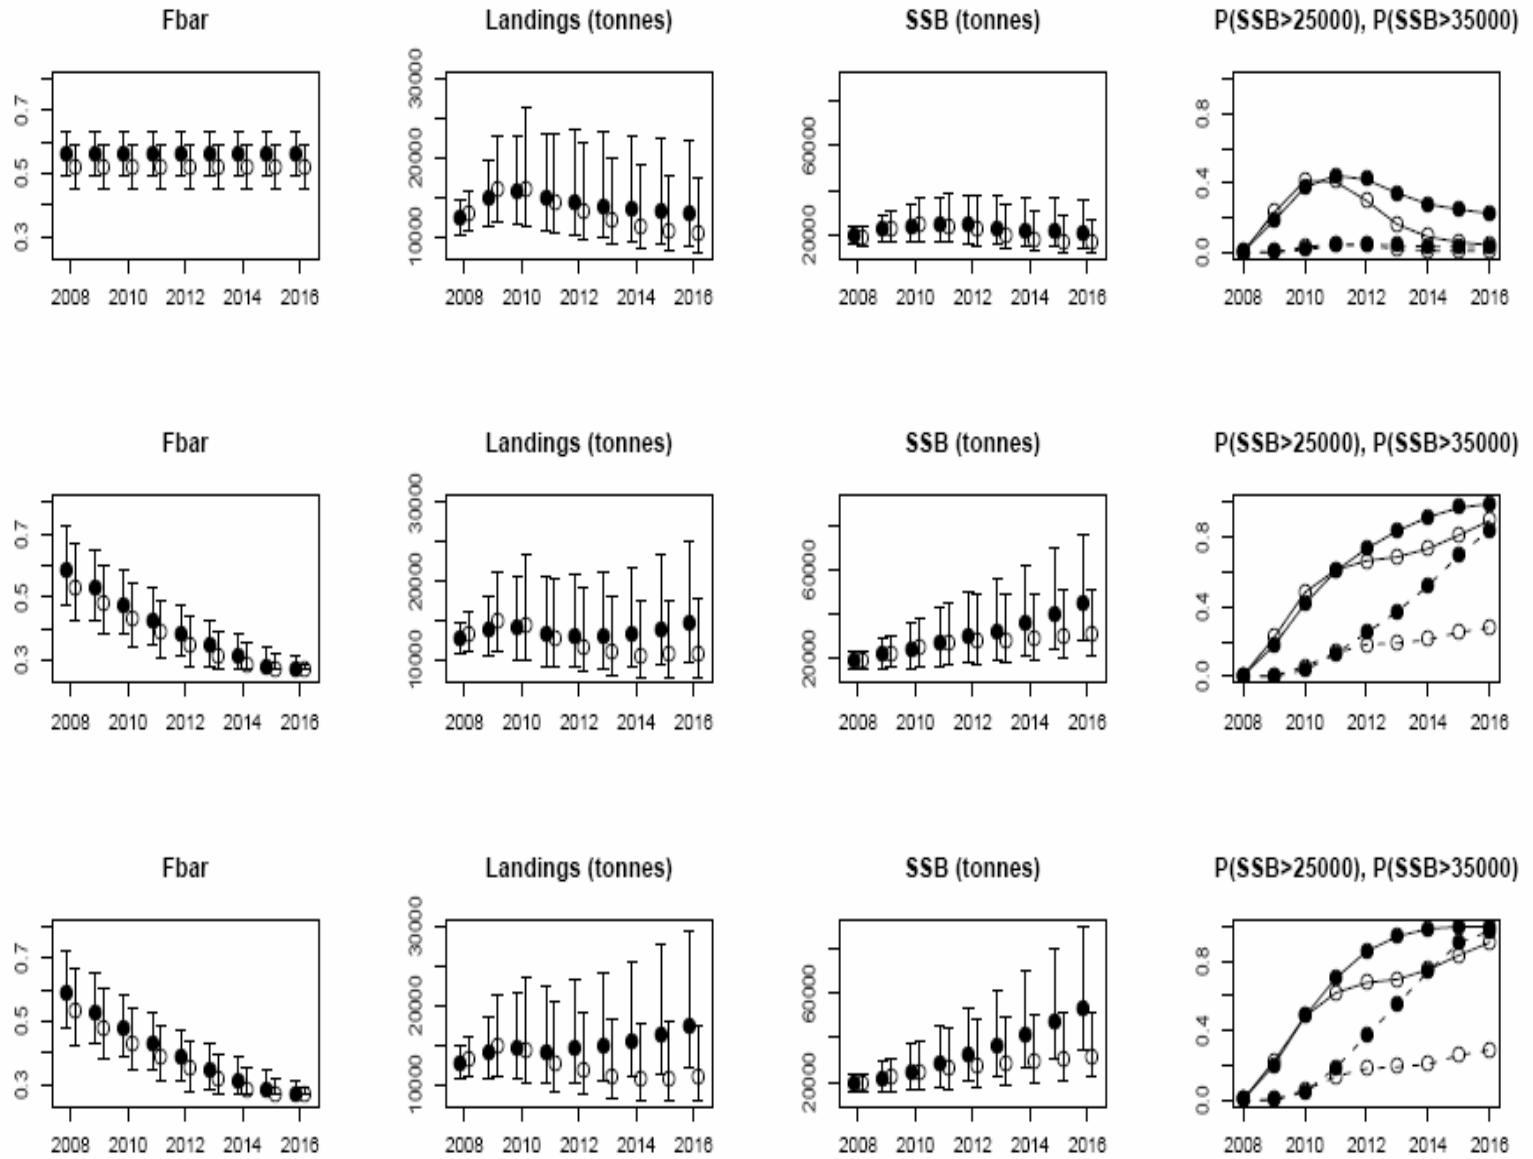 Fbar Landings (tonnes) SSB (tonnes) P(SSB>25000), P(SSB>35000)
0.3 0.5 0.7
10000 20000 30000
20000 60000
0.0 0.4 0.8
2008 2010 2012 2014 2016 2008 2010 2012 2014 2016 2008 2010 2012 2014 2016 2008 2010 2012 2014 2016
Fbar Landings (tonnes) SSB (tonnes) P(SSB>25000), P(SSB>35000)
0.3 0.5 0.7
10000 20000 30000
20000 60000
0.0 0.4 0.8
2008 2010 2012 2014 2016 2008 2010 2012 2014 2016 2008 2010 2012 2014 2016 2008 2010 2012 2014 2016
Fbar Landings (tonnes) SSB (tonnes) P(SSB>25000), P(SSB>35000)
0.3 0.5 0.7
10000 20000 30000
20000 60000
0.0 0.4 0.8
2008 2010 2012 2014 2016 2008 2010 2012 2014 2016 2008 2010 2012 2014 2016 2008 2010 2012 2014 2016